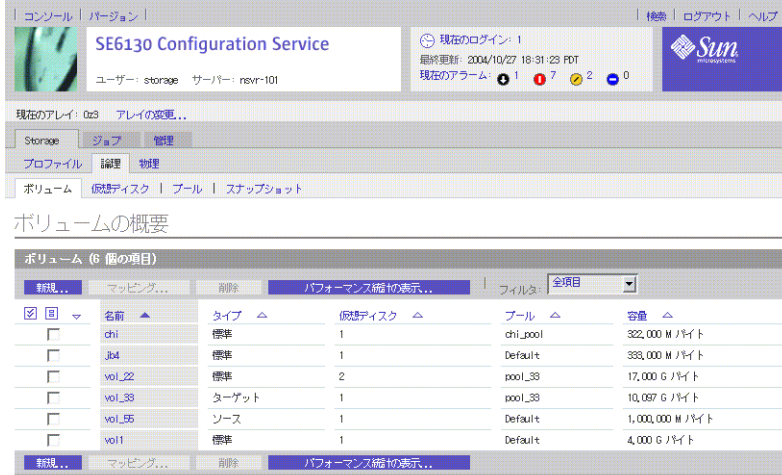 コンソール | バージョン | 検索 | ログアウト | ヘルプ
SE6130 Configuration Service
ユーザー: storage サーバー: nsvr-101
現在のログイン: 1
最終更新: 2004/10/27 18:31:23 PDT
現在のアラーム: 1 7 2 0
Sun
microsystems
現在のアレイ: 0z3 アレイの変更...
Storage ジョブ 管理
プロファイル 論理 物理
ボリューム 仮想ディスク | プール | スナップショット
ボリュームの概要
ボリューム (6 個の項目)
新規... マッピング... 削除 パフォーマンス統計の表示... フィルタ: 全項目
名前 タイプ 仮想ディスク プール 容量
chi 標準 1 chi_pool 322,000 M バイト
jb4 標準 1 Default 333,000 M バイト
vol_22 標準 2 pool_33 17,000 G バイト
vol_33 ターゲット 1 pool_33 10,097 G バイト
vol_55 ソース 1 Default 1,000,000 M バイト
vol1 標準 1 Default 4,000 G バイト
新規... マッピング... 削除 パフォーマンス統計の表示...